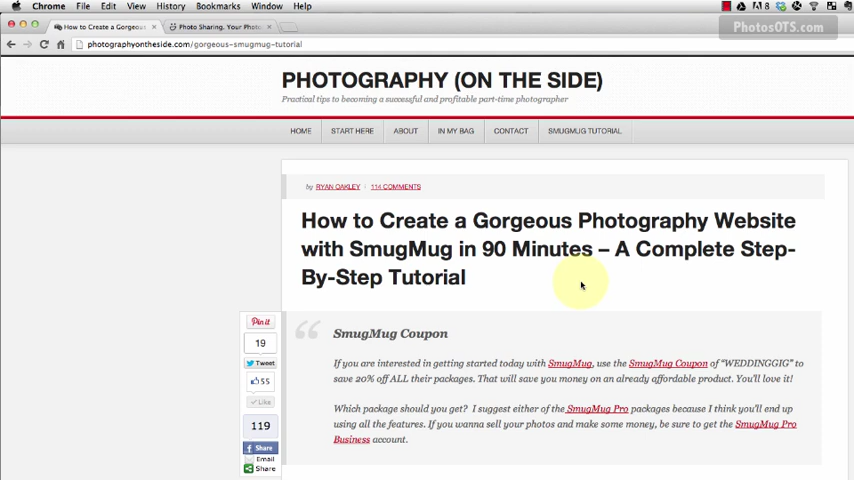 Chrome File Edit View History Bookmarks Window Help
8
PhotosOTS.com
How to Create a Gorgeous
Photo Sharing. Your Photo
photographyontheside.com/gorgeous-smugmug-tutorial
PHOTOGRAPHY (ON THE SIDE)
Practical tips to becoming a successful and profitable part-time photographer
HOME START HERE ABOUT IN MY BAG CONTACT SMUGMUG TUTORIAL
by RYAN OAKLEY 114 COMMENTS
How to Create a Gorgeous Photography Website
with SmugMug in 90 Minutes – A Complete Step-
By-Step Tutorial
Pin it
19
Tweet
55
Like
119
Share
Email
Share
“
SmugMug Coupon
If you are interested in getting started today with SmugMug, use the SmugMug Coupon of “WEDDINGGIG” to
save 20% off ALL their packages. That will save you money on an already affordable product. You'll love it!
Which package should you get? I suggest either of the SmugMug Pro packages because I think you'll end up
using all the features. If you wanna sell your photos and make some money, be sure to get the SmugMug Pro
Business account.